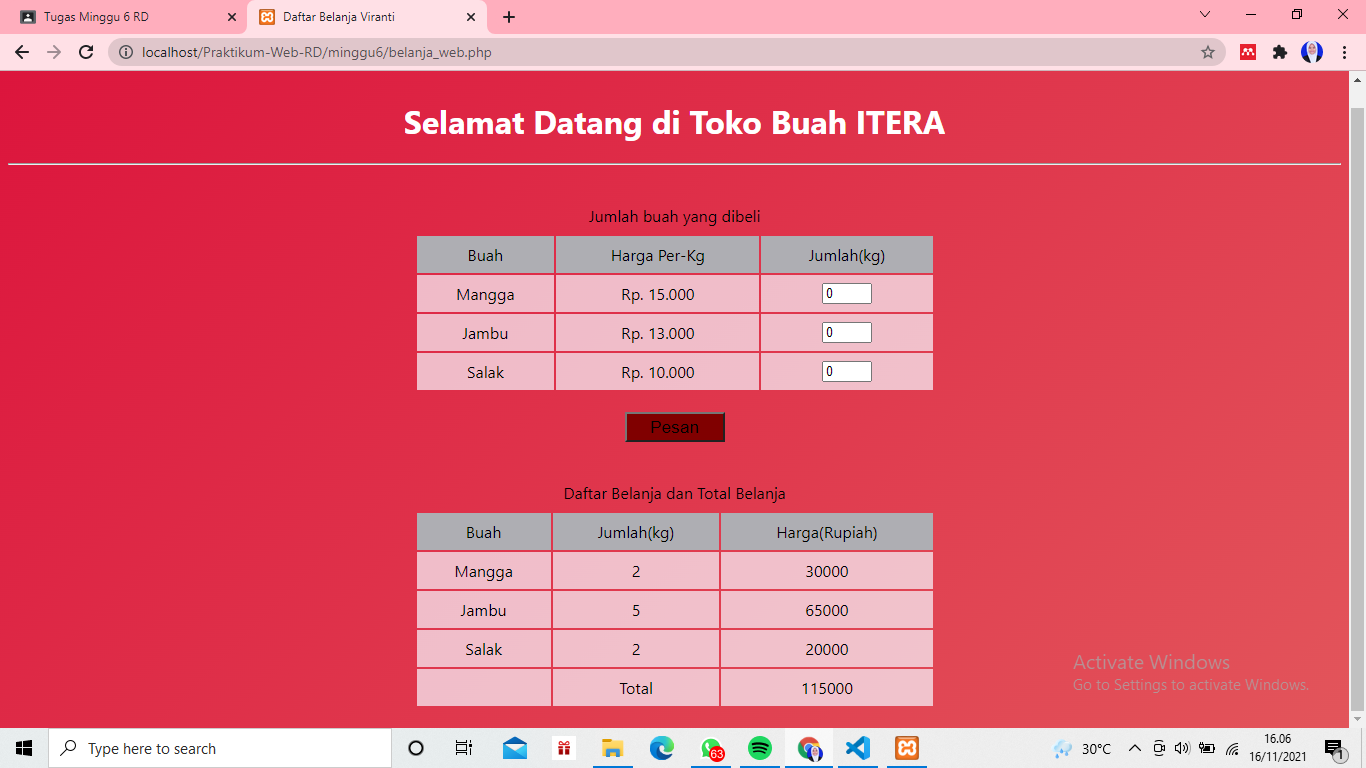 Tugas Minggu 6 RD
Daftar Belanja Viranti
localhost/Praktikum-Web-RD/minggu6/belanja_web.php
Selamat Datang di Toko Buah ITERA
Jumlah buah yang dibeli
Buah Harga Per-Kg Jumlah(kg)
Mangga Rp. 15.000 0
Jambu Rp. 13.000 0
Salak Rp. 10.000 0
Pesan
Daftar Belanja dan Total Belanja
Buah Jumlah(kg) Harga(Rupiah)
Mangga 2 30000
Jambu 5 65000
Salak 2 20000
Total 115000
Activate Windows
Go to Settings to activate Windows.
Type here to search
63
30°C
16.06
16/11/2021
1